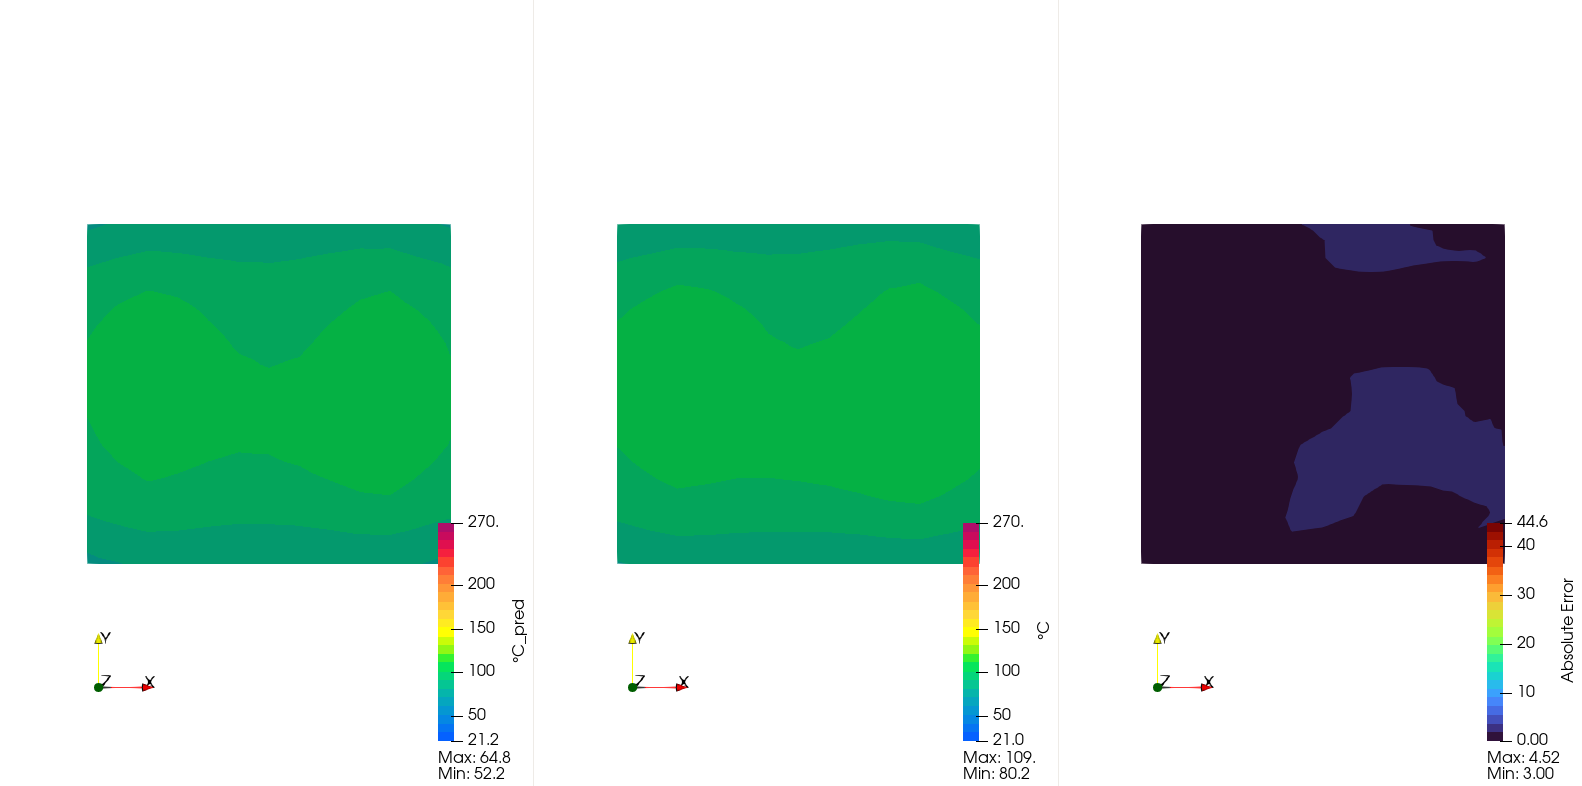 270.
200
150
100
50
21.2
°C_pred
Max: 64.8
Min: 52.2
Y
Z
X
270.
200
150
100
50
21.0
°C
Max: 109.
Min: 80.2
Y
Z
X
44.6
40
30
20
10
0.00
Absolute Error
Max: 4.52
Min: 3.00
Y
Z
X